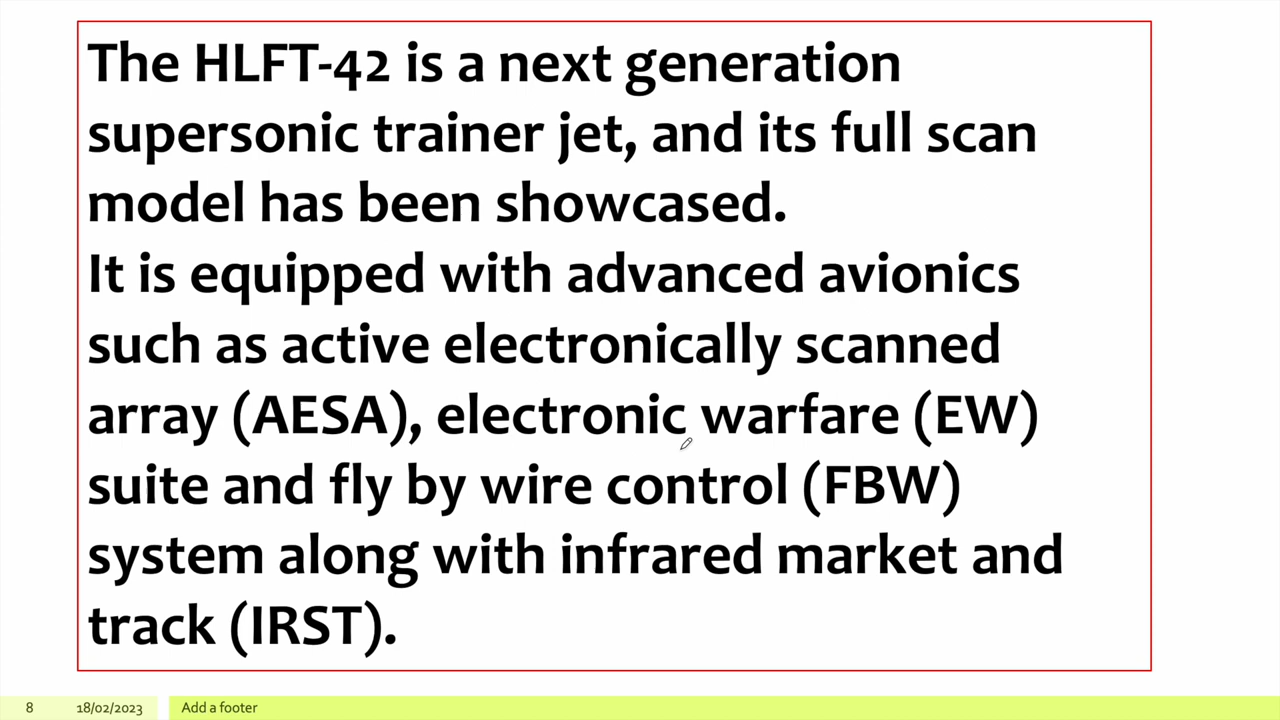 The HLFT-42 is a next generation
supersonic trainer jet, and its full scan
model has been showcased.
It is equipped with advanced avionics
such as active electronically scanned
array (AESA), electronic warfare (EW)
suite and fly by wire control (FBW)
system along with infrared market and
track (IRST).
8 18/02/2023 Add a footer